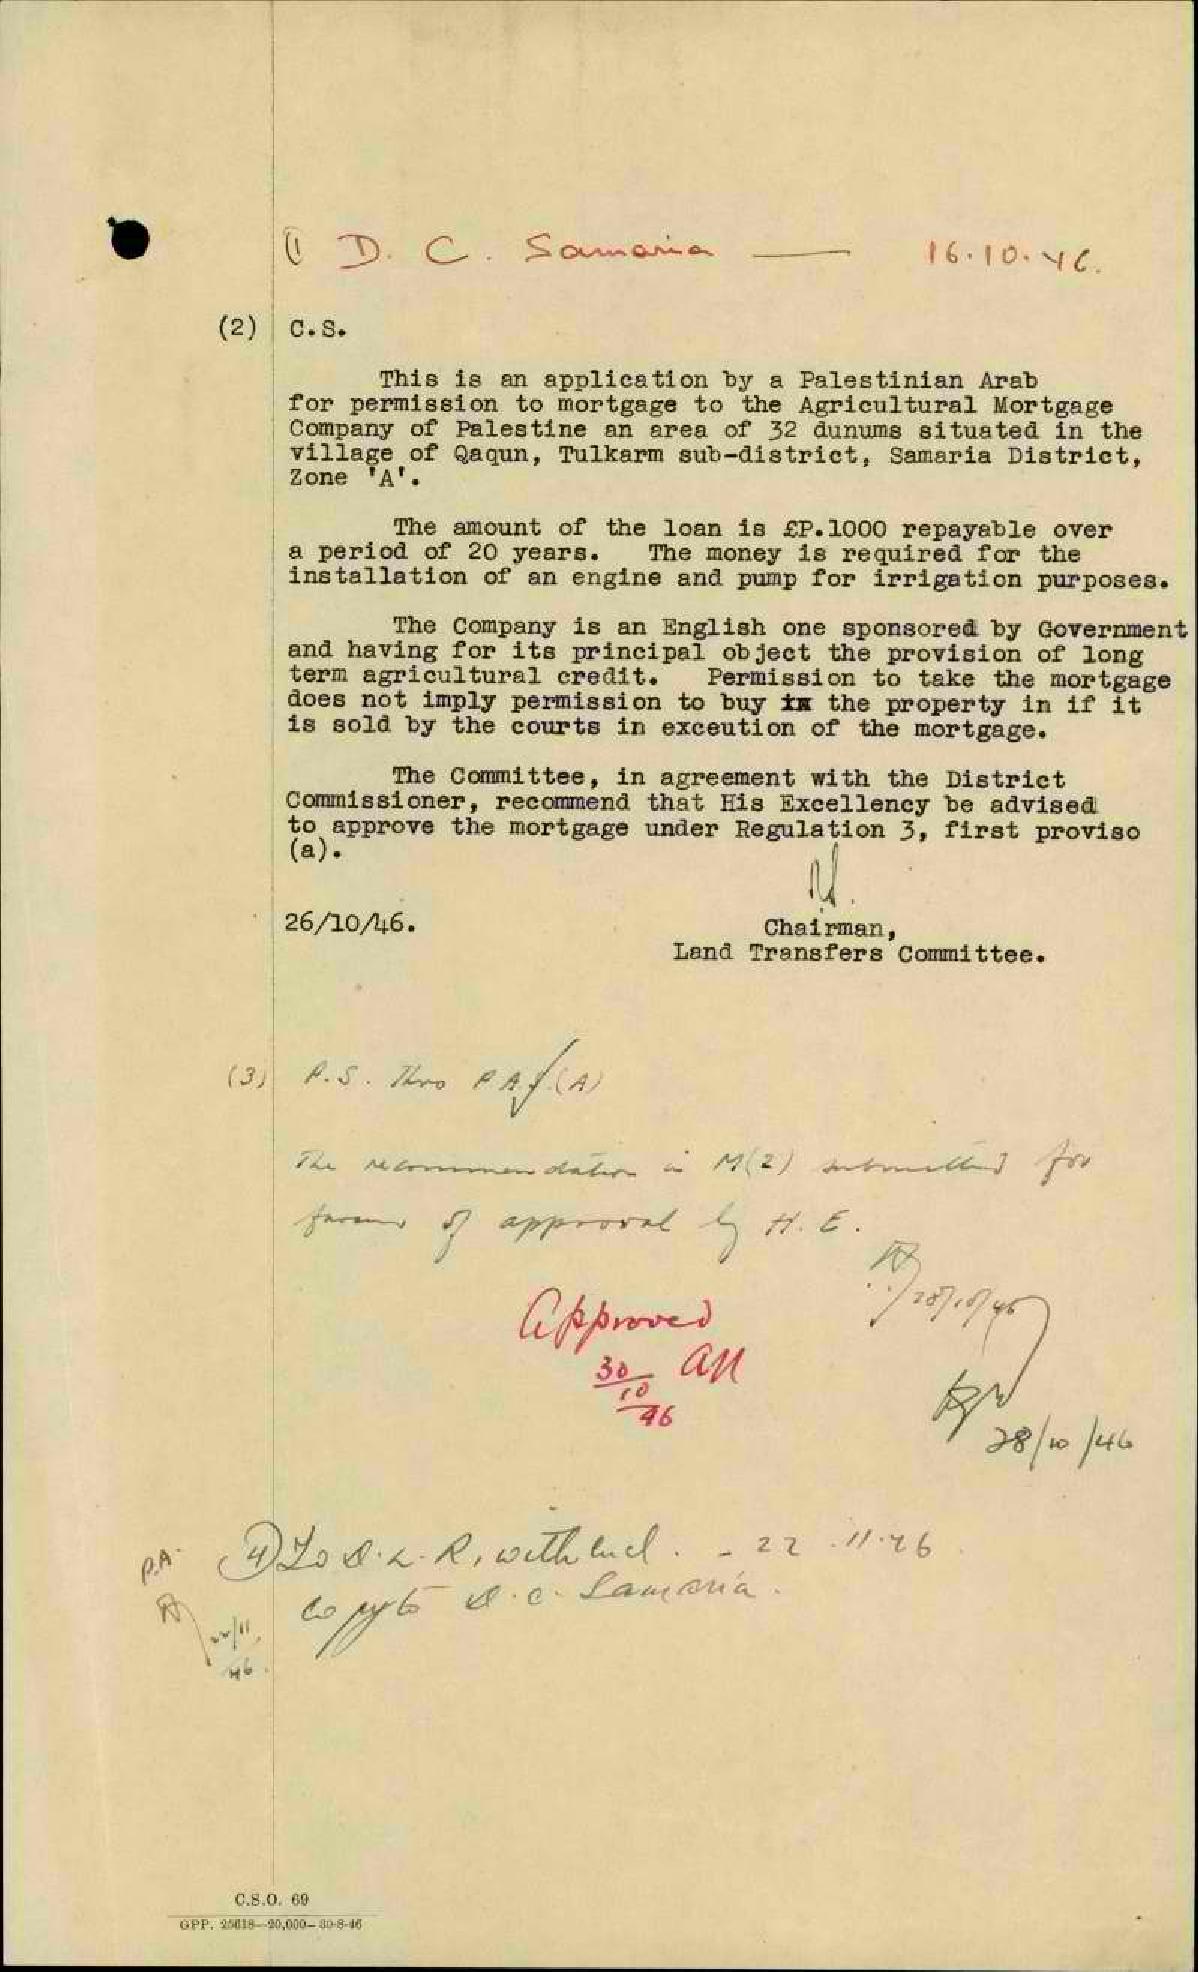 (1 D. C. Samaria — 16.10.46.
(2) C.S.
This is an application by a Palestinian Arab
for permission to mortgage to the Agricultural Mortgage
Company of Palestine an area of 32 dunums situated in the
village of Qaqun, Tulkarm sub-district, Samaria District,
Zone 'A'.
The amount of the loan is £P.1000 repayable over
a period of 20 years. The money is required for the
installation of an engine and pump for irrigation purposes.
The Company is an English one sponsored by Government
and having for its principal object the provision of long
term agricultural credit. Permission to take the mortgage
does not imply permission to buy the property in if it
is sold by the courts in exceution of the mortgage.
The Committee, in agreement with the District
Commissioner, recommend that His Excellency be advised
to approve the mortgage under Regulation 3, first proviso
(a).
26/10/46.
Chairman,
Land Transfers Committee.
(3) P.S. Thro P.A.S. (A)
The recommendation in M(2) submitted for
favour of approval by H.E.
28/10/46
Approved
30/10/46
28/10/46
P.A.
(4) To D.L.R. with encl. - 22.11.46
Copy to D.C. Samaria.
22/11/46.
C.S.O. 69
GPP. 25618—20,000—30-8-46